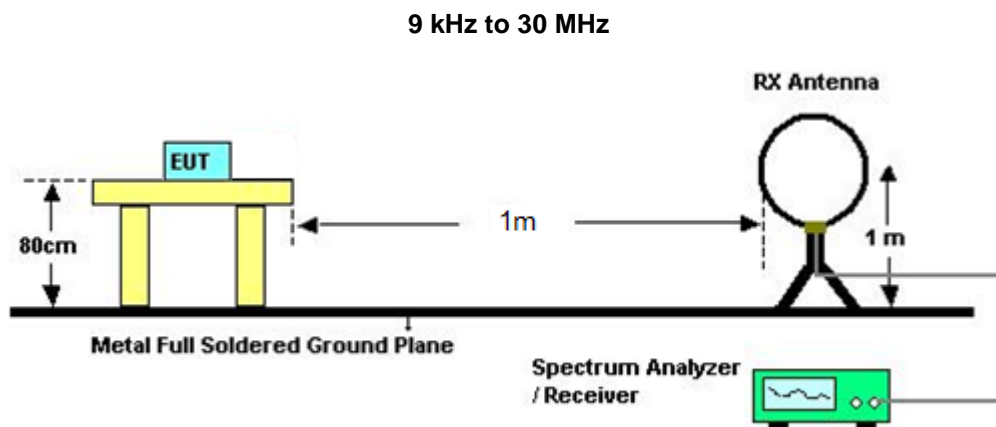 9 kHz to 30 MHz
RX Antenna
EUT
80cm
1m
1 m
Metal Full Soldered Ground Plane
Spectrum Analyzer
/ Receiver